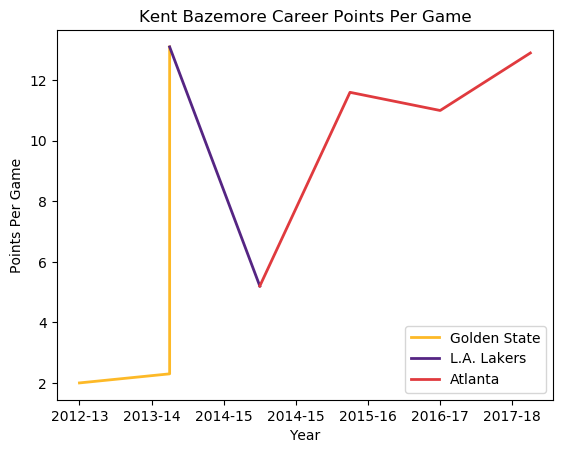 Kent Bazemore Career Points Per Game
12
10
8
6
4
2
Points Per Game
Golden State
L.A. Lakers
Atlanta
2012-13 2013-14 2014-15 2014-15 2015-16 2016-17 2017-18
Year